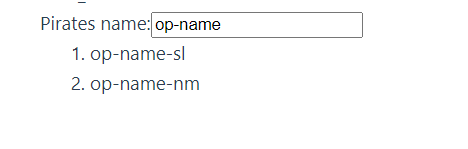 Pirates name: op-name
1. op-name-sl
2. op-name-nm